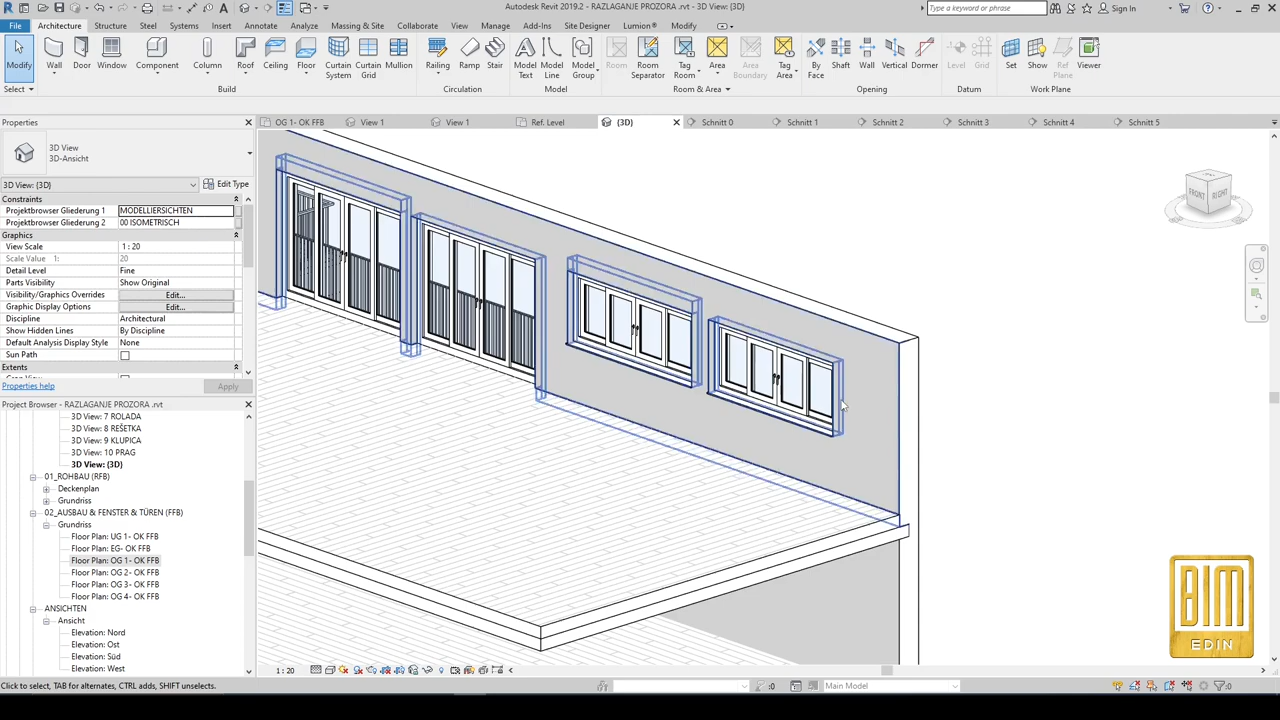 Autodesk Revit 2019.2 - RAZLAGANJE PROZORA .rvt - 3D View: {3D}
Type a keyword or phrase
Sign In
File Architecture Structure Steel Systems Insert Annotate Analyze Massing & Site Collaborate View Manage Add-Ins Site Designer Lumion® Modify
Modify Wall Door Window Component Column Roof Ceiling Floor Curtain System Curtain Grid Mullion Railing Ramp Stair Model Text Model Line Model Group Room Room Separator Tag Room Area Area Boundary Tag Area By Face Shaft Wall Vertical Dormer Level Grid Set Show Ref Plane Viewer
Select Build Circulation Model Room & Area Opening Datum Work Plane
Properties
OG 1- OK FFB View 1 View 1 Ref. Level {3D} Schnitt 0 Schnitt 1 Schnitt 2 Schnitt 3 Schnitt 4 Schnitt 5
3D View
3D-Ansicht
3D View: {3D} Edit Type
Constraints
Projektbrowser Gliederung 1 MODELLIERSICHTEN
Projektbrowser Gliederung 2 00 ISOMETRISCH
Graphics
View Scale 1 : 20
Scale Value 1: 20
Detail Level Fine
Parts Visibility Show Original
Visibility/Graphics Overrides Edit...
Graphic Display Options Edit...
Discipline Architectural
Show Hidden Lines By Discipline
Default Analysis Display Style None
Sun Path
Extents
Properties help Apply
Project Browser - RAZLAGANJE PROZORA .rvt
3D View: 7 ROLADA
3D View: 8 REŠETKA
3D View: 9 KLUPICA
3D View: 10 PRAG
3D View: {3D}
01_ROHBAU (RFB)
Deckenplan
Grundriss
02_AUSBAU & FENSTER & TÜREN (FFB)
Grundriss
Floor Plan: UG 1- OK FFB
Floor Plan: EG- OK FFB
Floor Plan: OG 1- OK FFB
Floor Plan: OG 2- OK FFB
Floor Plan: OG 3- OK FFB
Floor Plan: OG 4- OK FFB
ANSICHTEN
Ansicht
Elevation: Nord
Elevation: Ost
Elevation: Süd
Elevation: West
FRONT RIGHT
BIM
EDIN
1 : 20
Click to select, TAB for alternates, CTRL adds, SHIFT unselects.
:0 Main Model :0